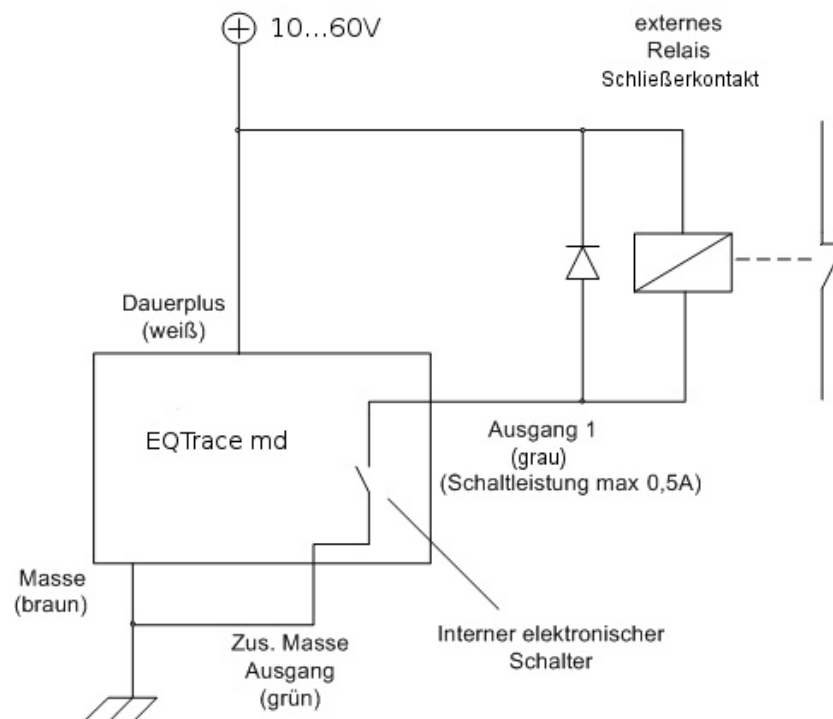 10...60V
externes
Relais
Schließerkontakt
Dauerplus
(weiß)
EQTrace md
Ausgang 1
(grau)
(Schaltleistung max 0,5A)
Masse
(braun)
Zus. Masse
Ausgang
(grün)
Interner elektronischer
Schalter